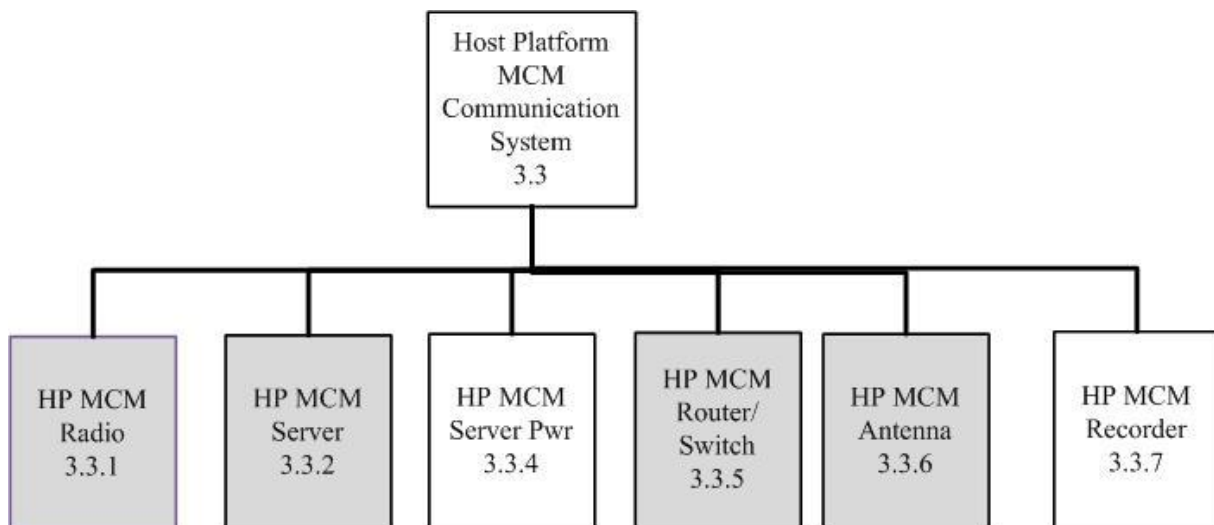 Host Platform
MCM
Communication
System
3.3
HP MCM
Radio
3.3.1
HP MCM
Server
3.3.2
HP MCM
Server Pwr
3.3.4
HP MCM
Router/
Switch
3.3.5
HP MCM
Antenna
3.3.6
HP MCM
Recorder
3.3.7